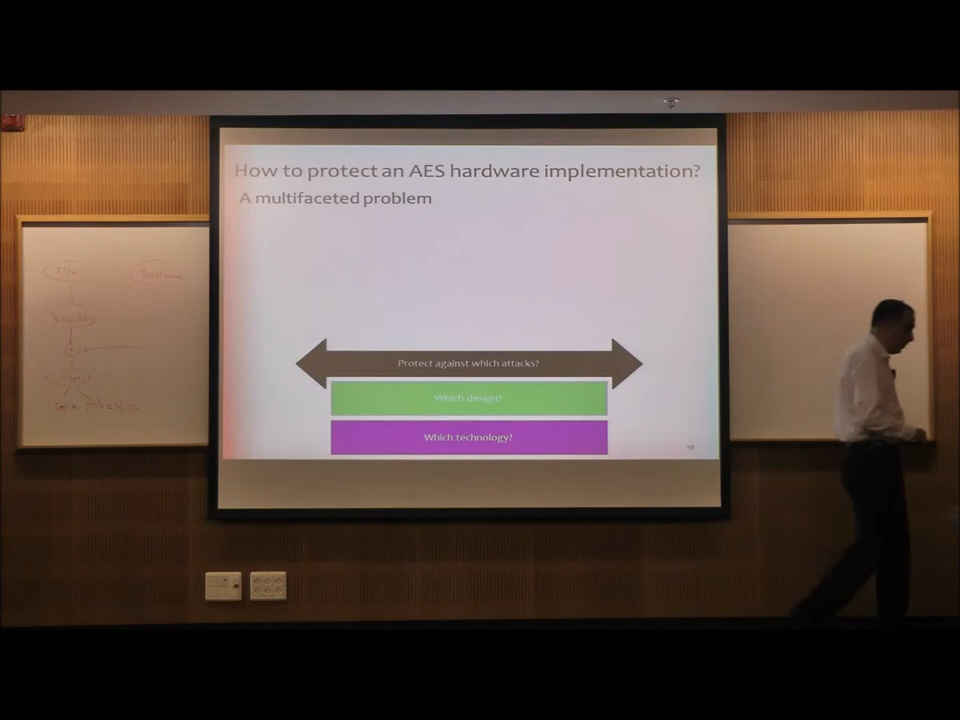 How to protect an AES hardware implementation?
A multifaceted problem
Protect against which attacks?
Which design?
Which technology?
19